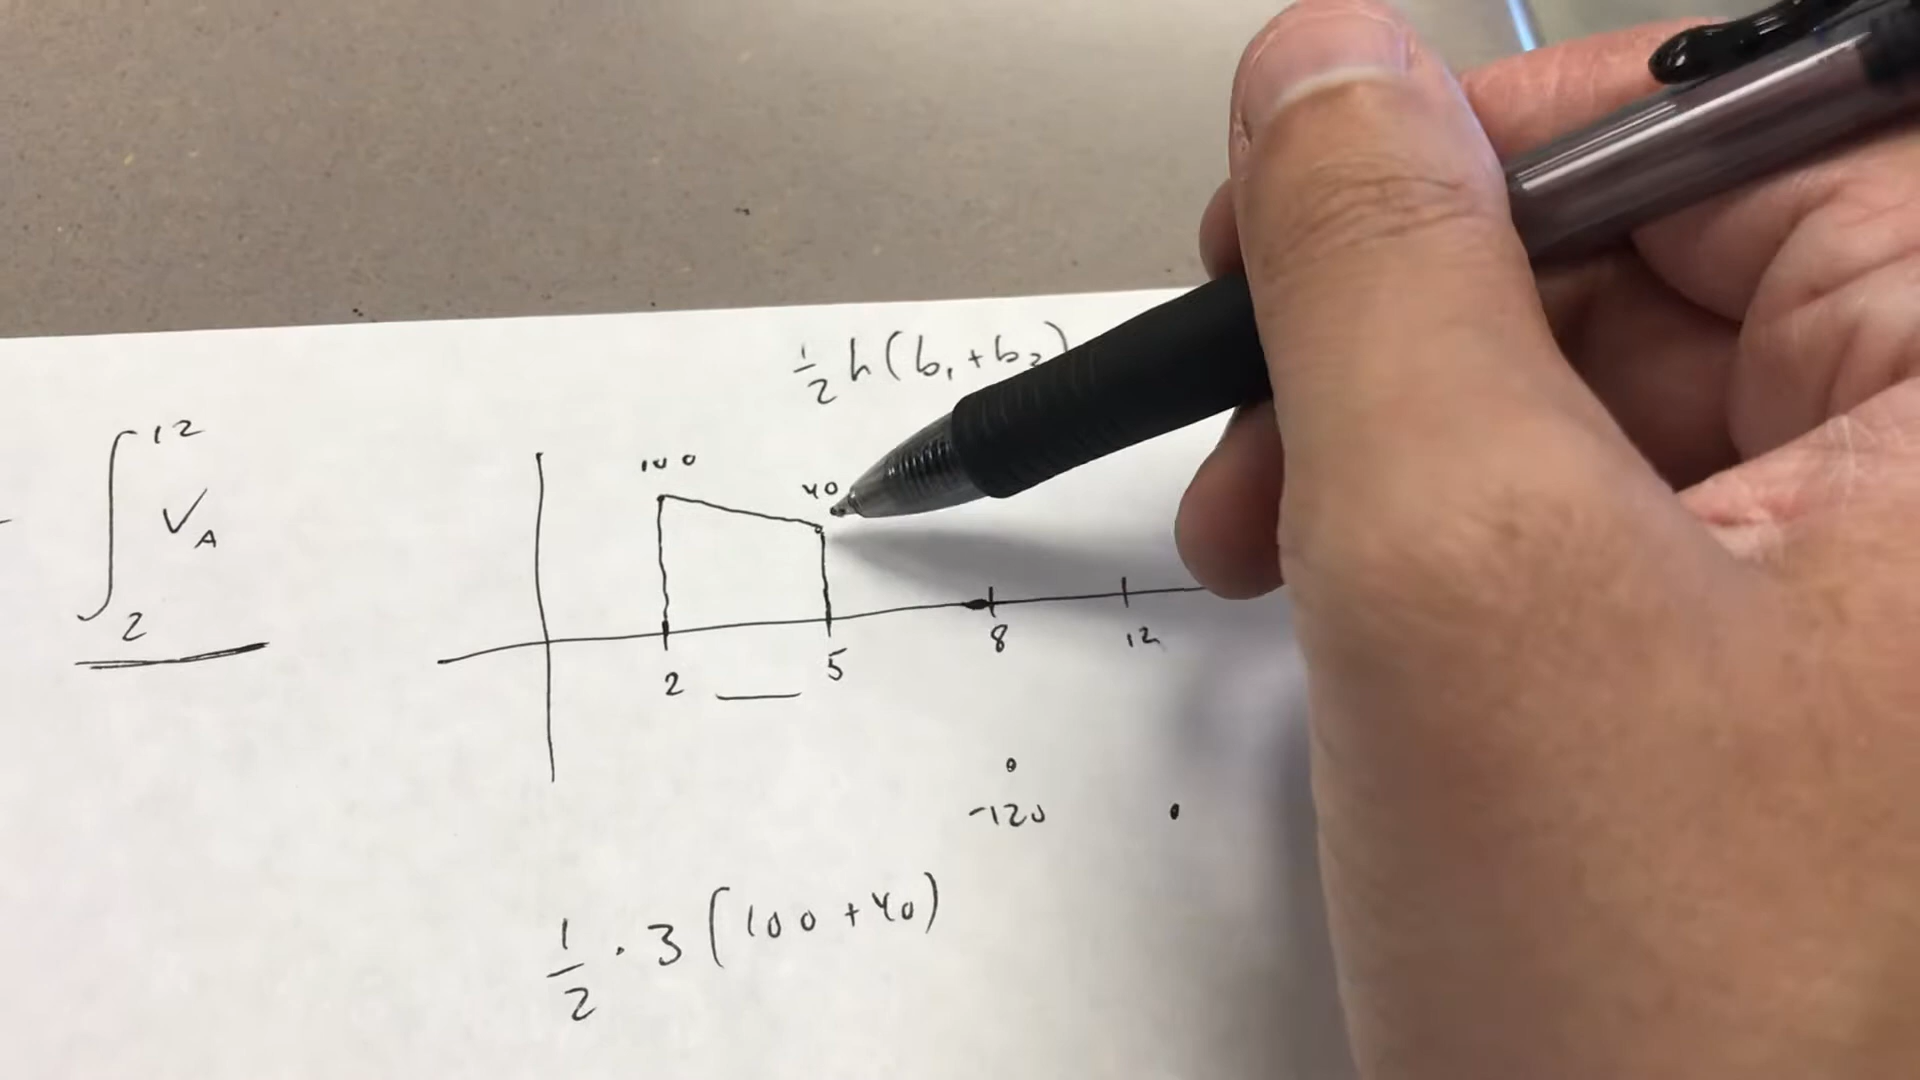 ½ h (b₁ + b₂)
∫₂¹² V_A
100
40
2
5
8
12
-120
½ · 3 (100 + 40)